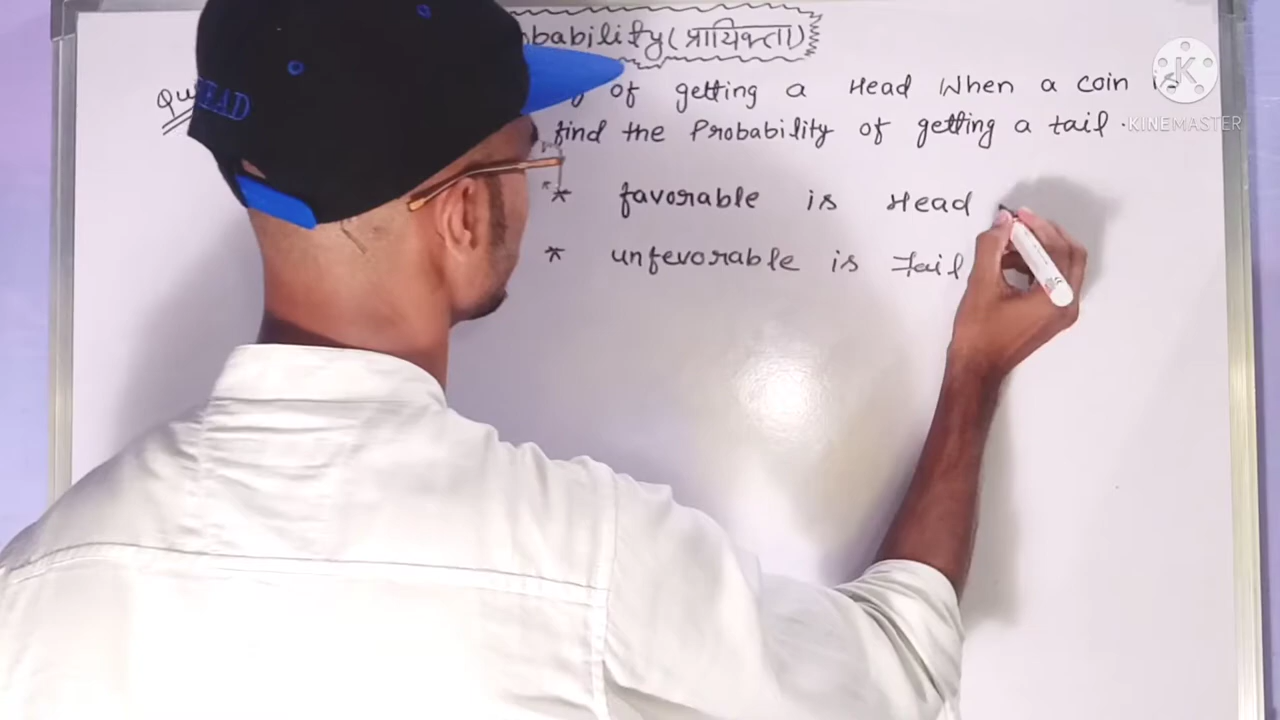 bability (प्रायिकता)
Qu
of getting a Head When a coin is
find the Probability of getting a tail.
* favorable is Head
* unfevorable is Tail
EAD
K
KINEMASTER